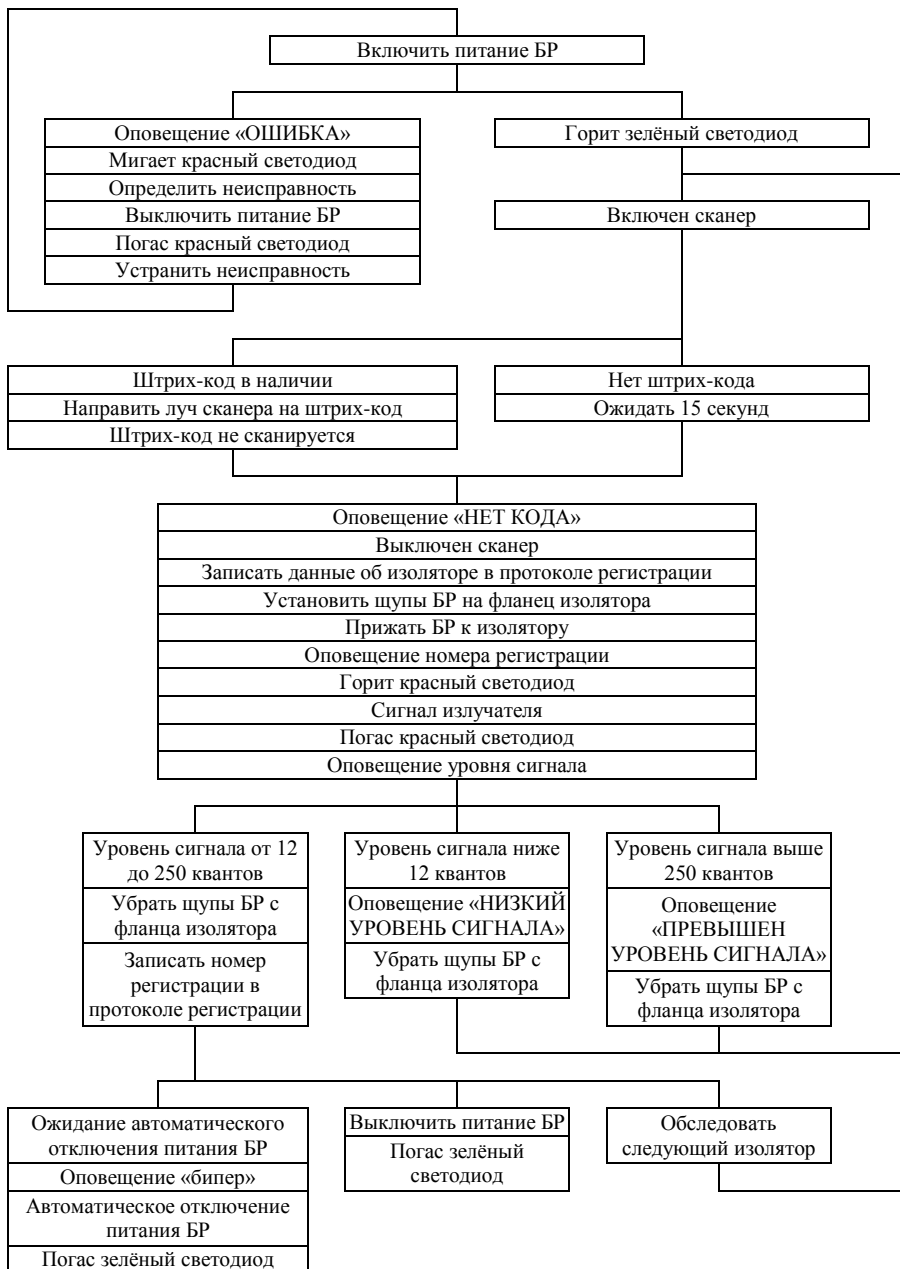 Включить питание БР
Оповещение «ОШИБКА»
Мигает красный светодиод
Определить неисправность
Выключить питание БР
Погас красный светодиод
Устранить неисправность
Горит зелёный светодиод
Включен сканер
Штрих-код в наличии
Направить луч сканера на штрих-код
Штрих-код не сканируется
Нет штрих-кода
Ожидать 15 секунд
Оповещение «НЕТ КОДА»
Выключен сканер
Записать данные об изоляторе в протоколе регистрации
Установить щупы БР на фланец изолятора
Прижать БР к изолятору
Оповещение номера регистрации
Горит красный светодиод
Сигнал излучателя
Погас красный светодиод
Оповещение уровня сигнала
Уровень сигнала от 12
до 250 квантов
Убрать щупы БР с
фланца изолятора
Записать номер
регистрации в
протоколе регистрации
Уровень сигнала ниже
12 квантов
Оповещение «НИЗКИЙ
УРОВЕНЬ СИГНАЛА»
Убрать щупы БР с
фланца изолятора
Уровень сигнала выше
250 квантов
Оповещение
«ПРЕВЫШЕН
УРОВЕНЬ СИГНАЛА»
Убрать щупы БР с
фланца изолятора
Ожидание автоматического
отключения питания БР
Оповещение «бипер»
Автоматическое отключение
питания БР
Погас зелёный светодиод
Выключить питание БР
Погас зелёный
светодиод
Обследовать
следующий изолятор